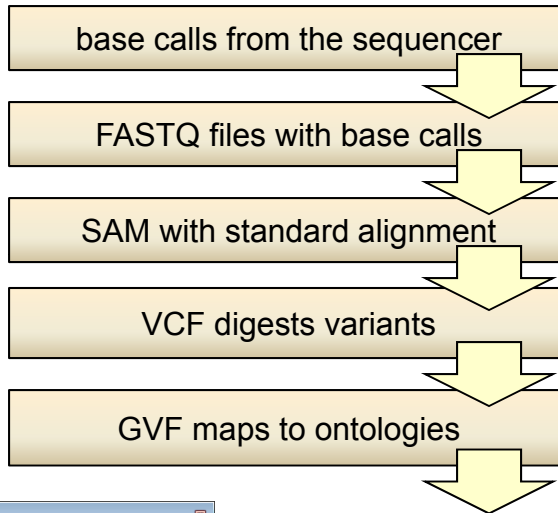 base calls from the sequencer
FASTQ files with base calls
SAM with standard alignment
VCF digests variants
GVF maps to ontologies